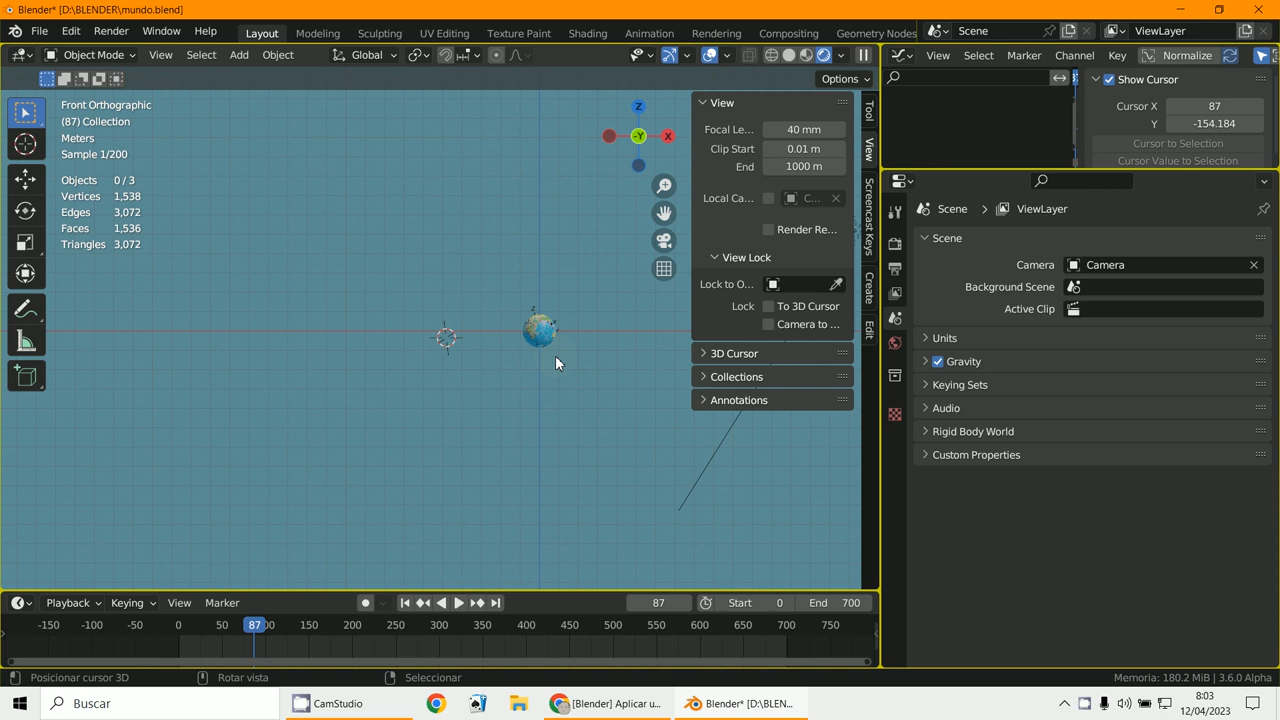 Blender* [D:\BLENDER\mundo.blend]
File Edit Render Window Help
Layout Modeling Sculpting UV Editing Texture Paint Shading Animation Rendering Compositing Geometry Nodes
Scene ViewLayer
Object Mode View Select Add Object Global
View Select Marker Channel Key Normalize
Options
Front Orthographic
(87) Collection
Meters
Sample 1/200
Objects 0 / 3
Vertices 1,538
Edges 3,072
Faces 1,536
Triangles 3,072
Z
-Y
X
View
Focal Le... 40 mm
Clip Start 0.01 m
End 1000 m
Local Ca... C...
Render Re...
View Lock
Lock to O...
Lock To 3D Cursor
Camera to ...
3D Cursor
Collections
Annotations
Tool
View
Screencast Keys
Create
Edit
Show Cursor
Cursor X 87
Y -154.184
Cursor to Selection
Cursor Value to Selection
Scene > ViewLayer
Scene
Camera Camera
Background Scene
Active Clip
Units
Gravity
Keying Sets
Audio
Rigid Body World
Custom Properties
Playback Keying View Marker 87 Start 0 End 700
-150 -100 -50 0 50 87 150 200 250 300 350 400 450 500 550 600 650 700 750
Posicionar cursor 3D Rotar vista Seleccionar Memoria: 180.2 MiB | 3.6.0 Alpha
Buscar CamStudio [Blender] Aplicar u... Blender* [D:\BLEN...
8:03
12/04/2023